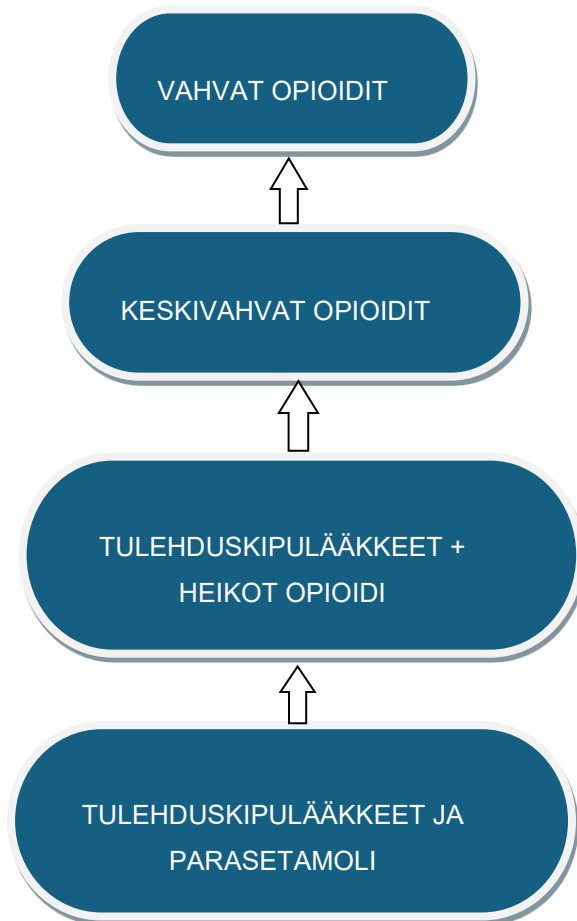 VAHVAT OPIOIDIT
KESKIVAHVAT OPIOIDIT
TULEHDUSKIPULÄÄKKEET +
HEIKOT OPIOIDI
TULEHDUSKIPULÄÄKKEET JA
PARASETAMOLI